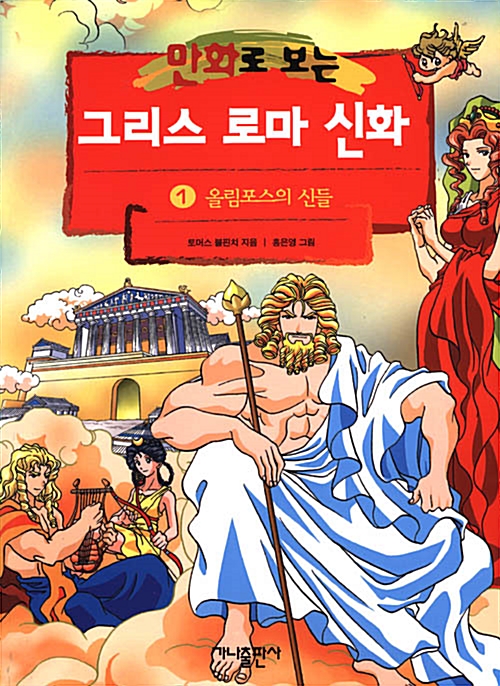 만화로 보는
그리스 로마 신화
1 올림포스의 신들
토머스 불핀치 지음 | 홍은영 그림
가나출판사